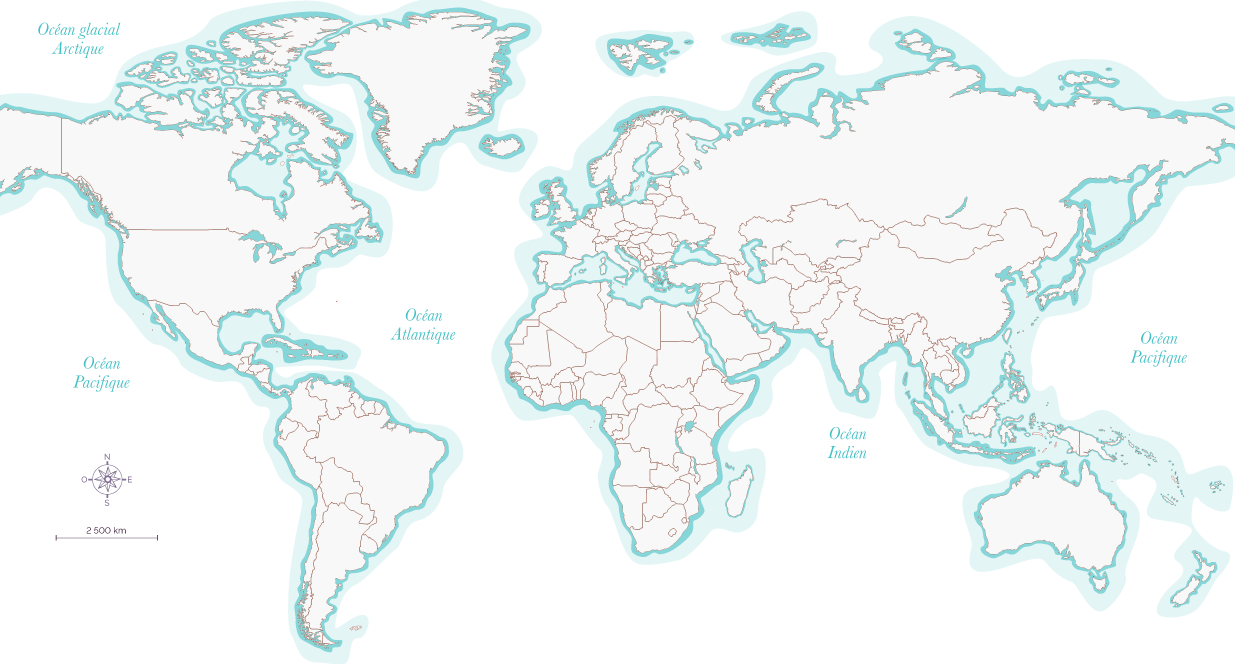 Océan glacial
Arctique
Océan
Atlantique
Océan
Pacifique
Océan
Pacifique
Océan
Indien
N
O
E
S
2 500 km